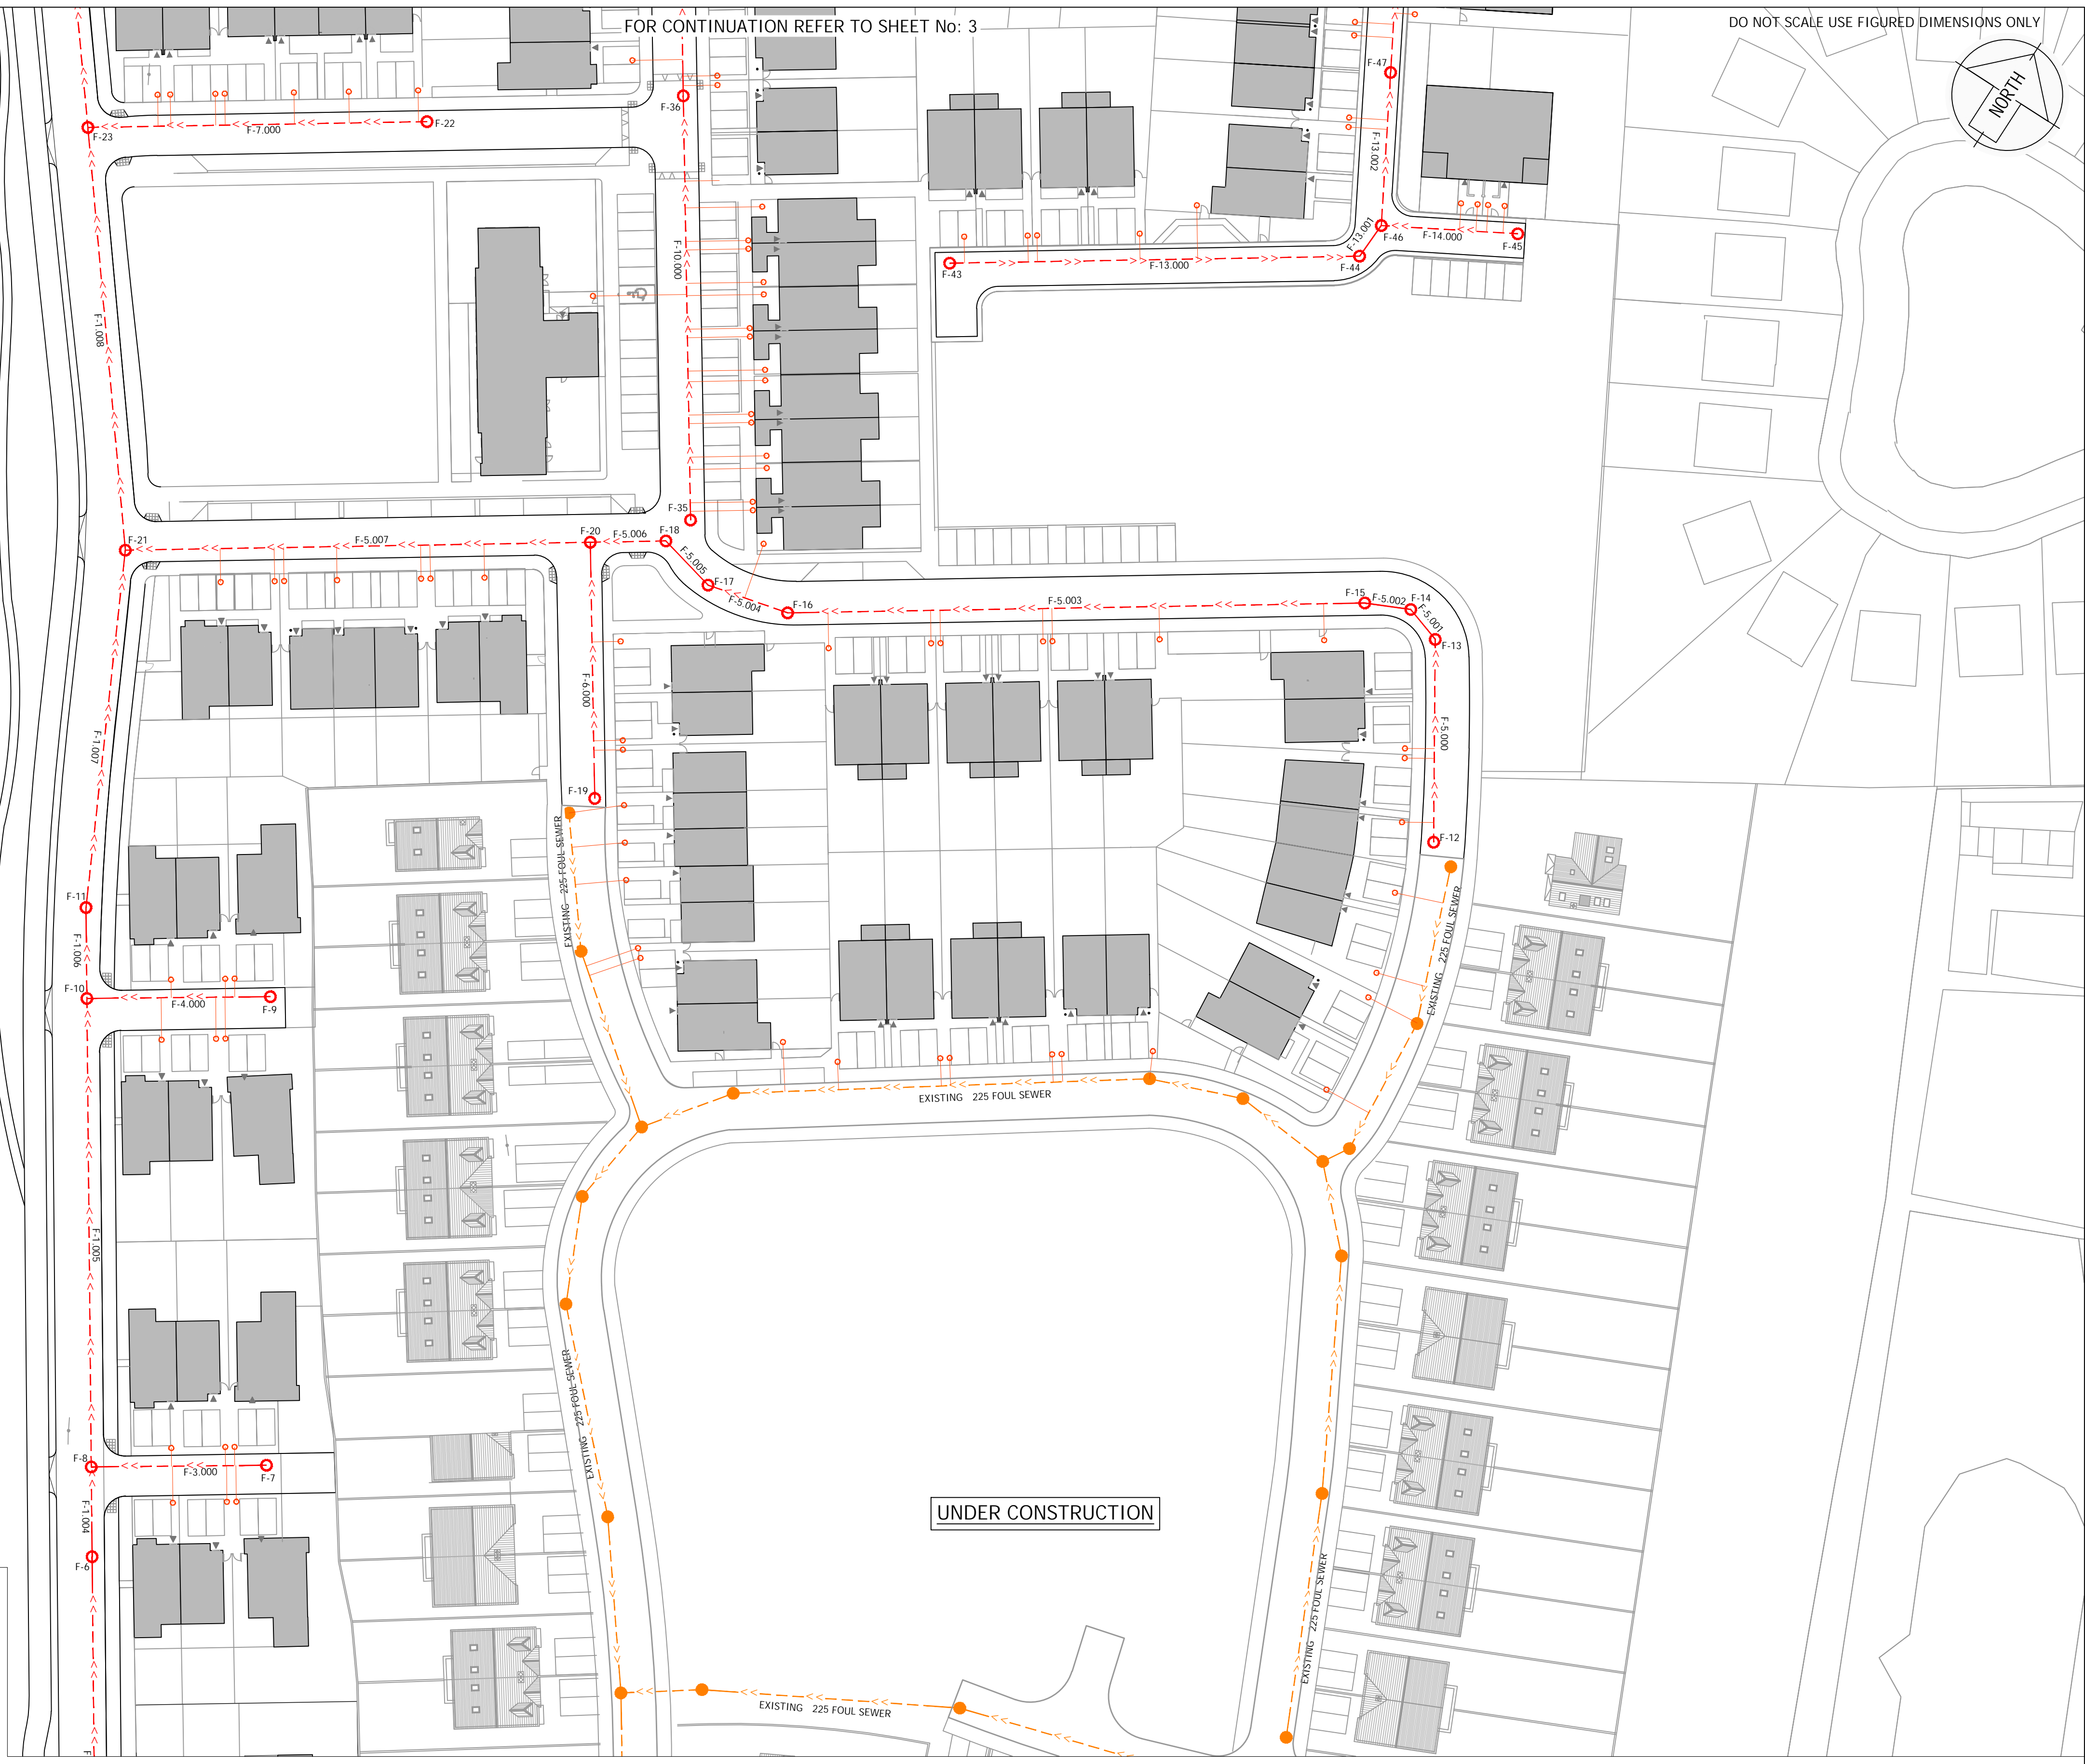 FOR CONTINUATION REFER TO SHEET No: 3
DO NOT SCALE USE FIGURED DIMENSIONS ONLY
NORTH
F-47
F-36
F-22
F-23
F-7.000
F-13.002
F-13.001
F-46
F-14.000
F-45
F-10.000
F-43
F-13.000
F-44
F-1.008
F-35
F-18
F-20
F-5.006
F-21
F-5.007
F-5.005
F-17
F-5.004
F-16
F-5.003
F-15
F-5.002
F-14
F-5.001
F-13
F-6.000
F-5.000
F-1.007
F-19
F-12
EXISTING 225 FOUL SEWER
EXISTING 225 FOUL SEWER
F-11
F-1.006
F-10
F-4.000
F-9
EXISTING 225 FOUL SEWER
F-1.005
EXISTING 225 FOUL SEWER
F-8
F-3.000
F-7
F-1.004
F-6
UNDER CONSTRUCTION
EXISTING 225 FOUL SEWER
EXISTING 225 FOUL SEWER